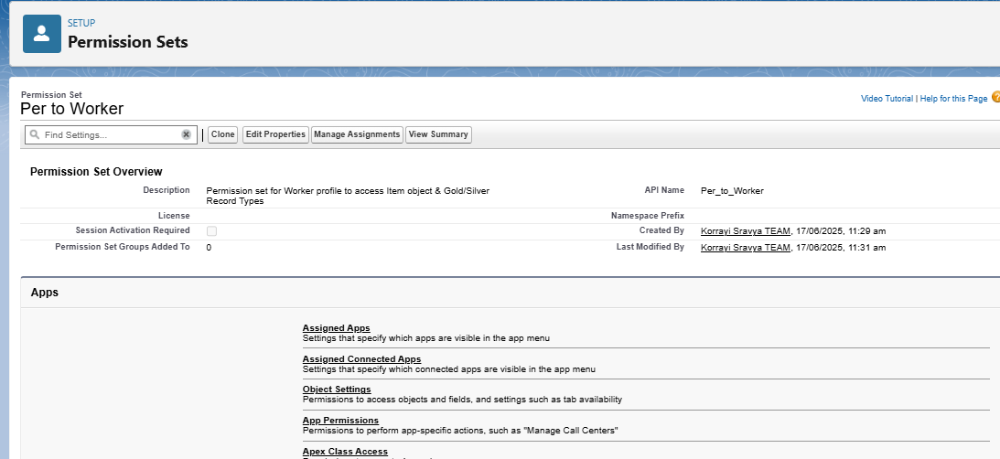 SETUP
Permission Sets
Permission Set
Per to Worker
Video Tutorial | Help for this Page
Find Settings...
Clone
Edit Properties
Manage Assignments
View Summary
Permission Set Overview
Description Permission set for Worker profile to access Item object & Gold/Silver
Record Types
API Name Per_to_Worker
License
Namespace Prefix
Session Activation Required
Created By Korrayi Sravya TEAM, 17/06/2025, 11:29 am
Permission Set Groups Added To 0
Last Modified By Korrayi Sravya TEAM, 17/06/2025, 11:31 am
Apps
Assigned Apps
Settings that specify which apps are visible in the app menu
Assigned Connected Apps
Settings that specify which connected apps are visible in the app menu
Object Settings
Permissions to access objects and fields, and settings such as tab availability
App Permissions
Permissions to perform app-specific actions, such as "Manage Call Centers"
Apex Class Access